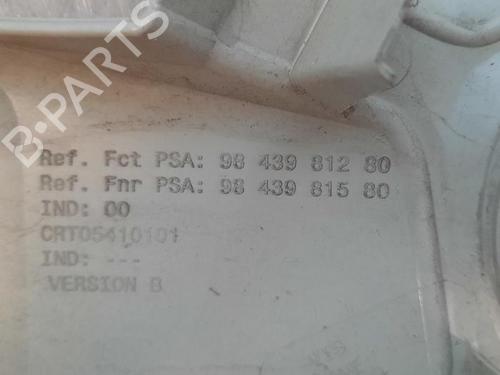 B-PARTS
Ref. Fct PSA: 98 439 812 80
Ref. Fnr PSA: 98 439 815 80
IND: 00
CRT05410101
IND: ---
VERSION B